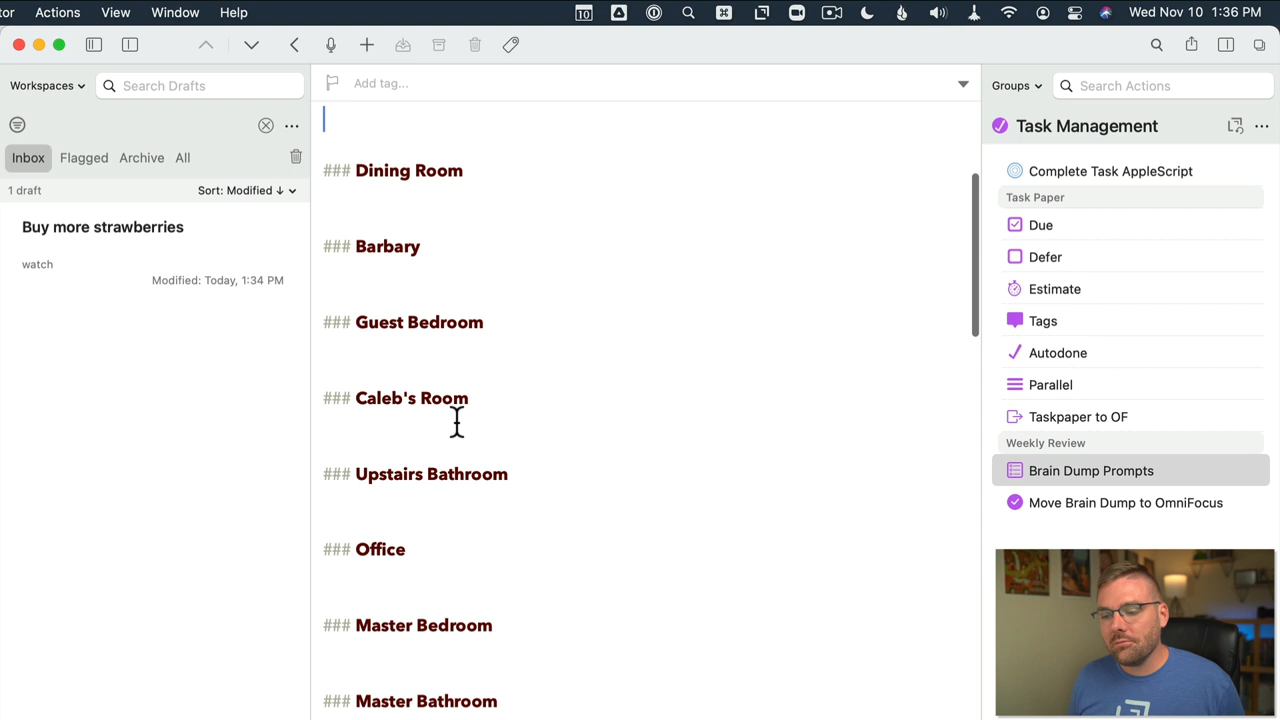 tor Actions View Window Help 10 Wed Nov 10 1:36 PM
Workspaces Search Drafts
Add tag...
Groups Search Actions
Inbox Flagged Archive All
1 draft Sort: Modified
Buy more strawberries
watch
Modified: Today, 1:34 PM
### Dining Room
### Barbary
### Guest Bedroom
### Caleb's Room
### Upstairs Bathroom
### Office
### Master Bedroom
### Master Bathroom
Task Management
Complete Task AppleScript
Task Paper
Due
Defer
Estimate
Tags
Autodone
Parallel
Taskpaper to OF
Weekly Review
Brain Dump Prompts
Move Brain Dump to OmniFocus